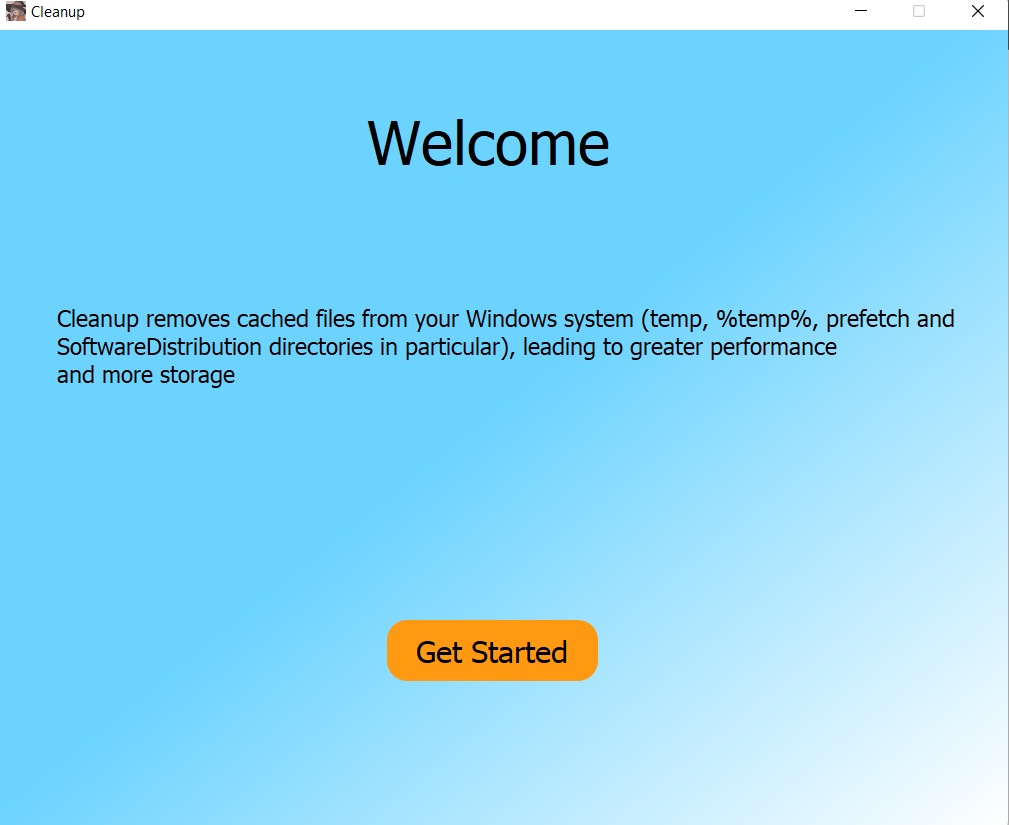 Cleanup
Welcome
Cleanup removes cached files from your Windows system (temp, %temp%, prefetch and
SoftwareDistribution directories in particular), leading to greater performance
and more storage
Get Started